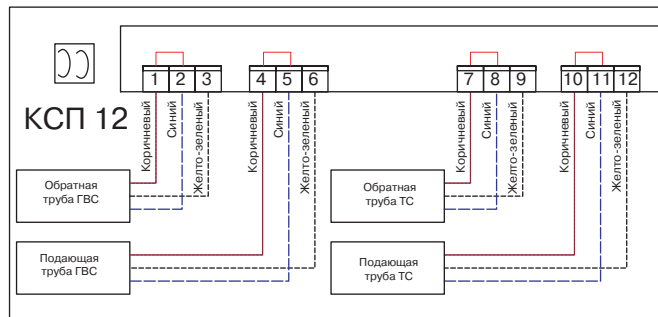 1 2 3
4 5 6
7 8 9
10 11 12
КСП 12
Коричневый
Синий
Желто-зеленый
Коричневый
Синий
Желто-зеленый
Коричневый
Синий
Желто-зеленый
Коричневый
Синий
Желто-зеленый
Обратная
труба ГВС
Обратная
труба ТС
Подающая
труба ГВС
Подающая
труба ТС